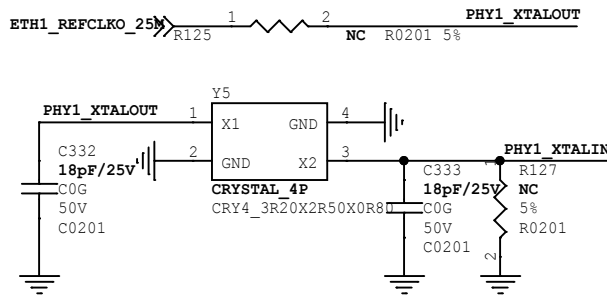 ETH1_REFCLKO_25M
R125
1
2
NC
R0201 5%
PHY1_XTALOUT
Y5
PHY1_XTALOUT
1
X1
GND
4
2
GND
X2
3
PHY1_XTALIN
CRYSTAL_4P
CRY4_3R20X2R50X0R80
C332
18pF/25V
C0G
50V
C0201
C333
18pF/25V
C0G
50V
C0201
1
R127
NC
5%
R0201
2